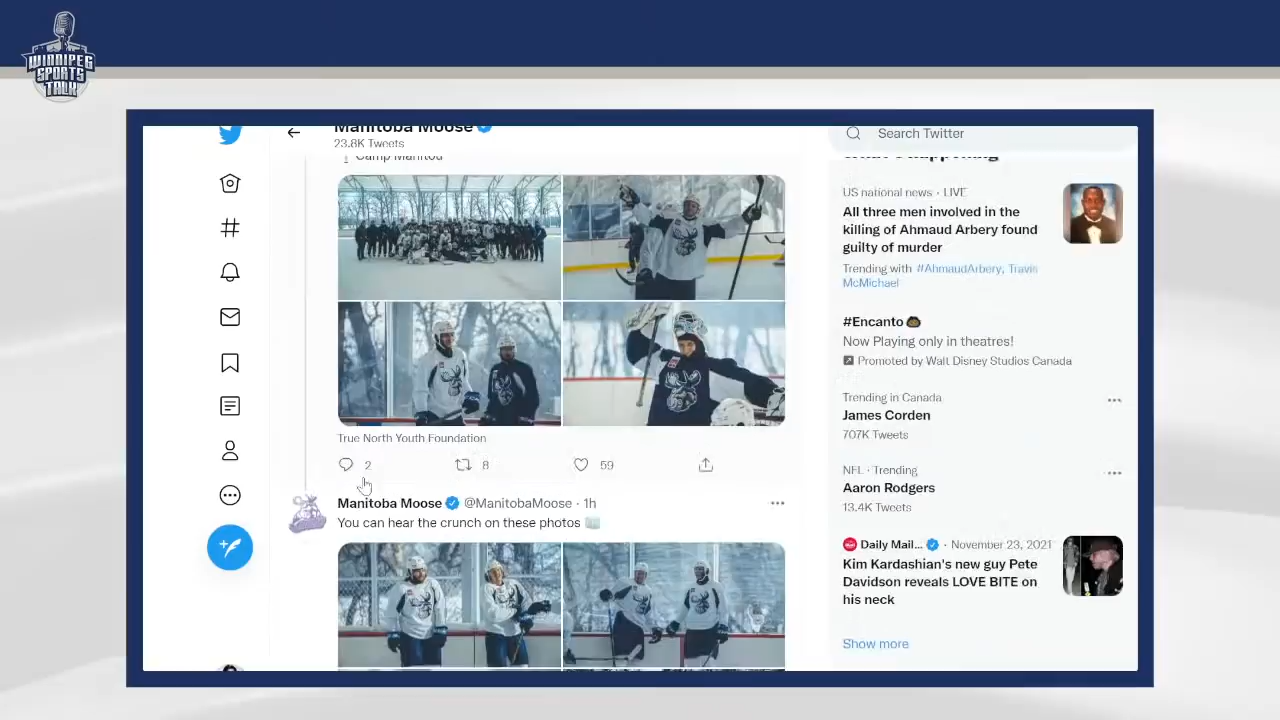 WINNIPEG
SPORTS
TALK
Manitoba Moose
23.8K Tweets
Camp Manitou
True North Youth Foundation
2
8
59
Manitoba Moose @ManitobaMoose · 1h
You can hear the crunch on these photos
Search Twitter
What's happening
US national news · LIVE
All three men involved in the
killing of Ahmaud Arbery found
guilty of murder
Trending with #AhmaudArbery, Travis
McMichael
#Encanto
Now Playing only in theatres!
Promoted by Walt Disney Studios Canada
Trending in Canada
James Corden
707K Tweets
NFL · Trending
Aaron Rodgers
13.4K Tweets
Daily Mail... · November 23, 2021
Kim Kardashian's new guy Pete
Davidson reveals LOVE BITE on
his neck
Show more